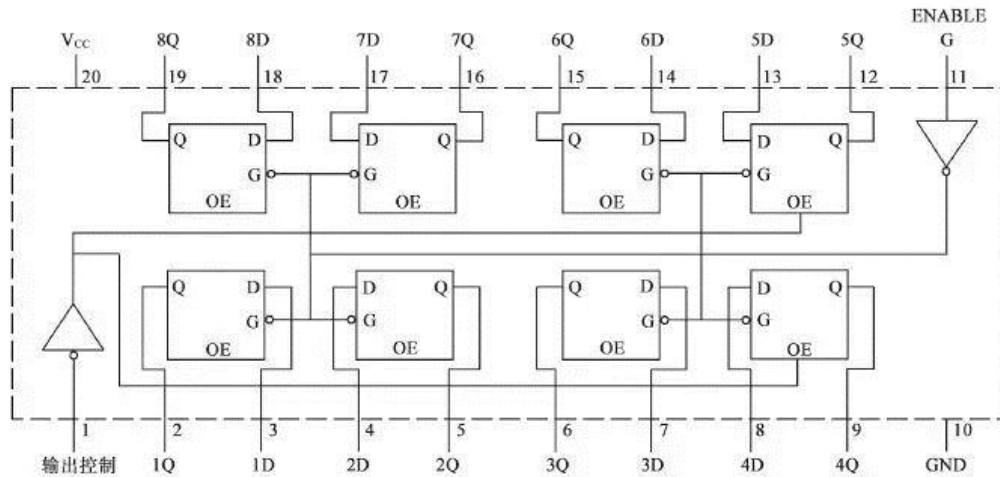 ENABLE
V_CC 8Q 8D 7D 7Q 6Q 6D 5D 5Q G
20 19 18 17 16 15 14 13 12 11
Q D D Q Q D D Q
G G G G
OE OE OE OE
Q D D Q Q D D Q
G G G G
OE OE OE OE
1 2 3 4 5 6 7 8 9 10
输出控制 1Q 1D 2D 2Q 3Q 3D 4D 4Q GND